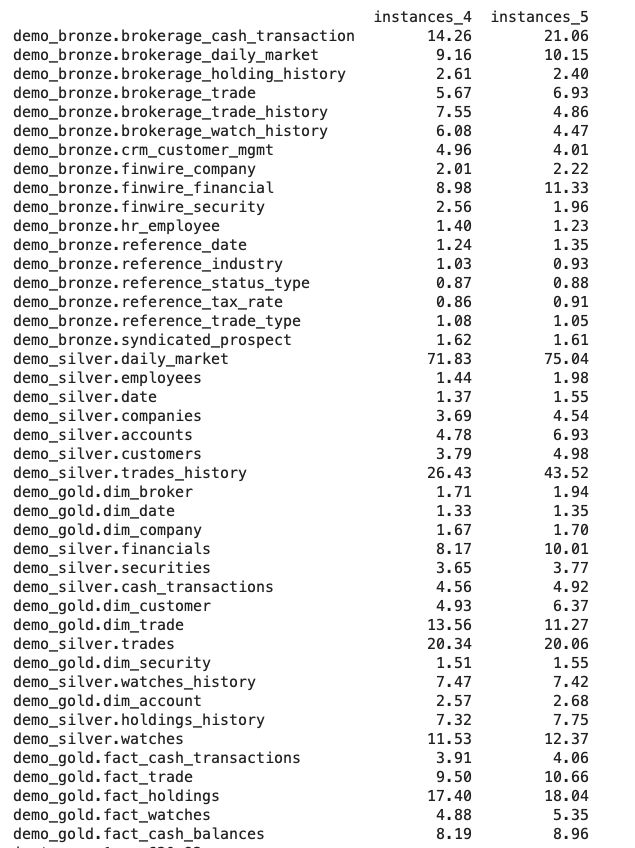 instances_4 instances_5
demo_bronze.brokerage_cash_transaction 14.26 21.06
demo_bronze.brokerage_daily_market 9.16 10.15
demo_bronze.brokerage_holding_history 2.61 2.40
demo_bronze.brokerage_trade 5.67 6.93
demo_bronze.brokerage_trade_history 7.55 4.86
demo_bronze.brokerage_watch_history 6.08 4.47
demo_bronze.crm_customer_mgmt 4.96 4.01
demo_bronze.finwire_company 2.01 2.22
demo_bronze.finwire_financial 8.98 11.33
demo_bronze.finwire_security 2.56 1.96
demo_bronze.hr_employee 1.40 1.23
demo_bronze.reference_date 1.24 1.35
demo_bronze.reference_industry 1.03 0.93
demo_bronze.reference_status_type 0.87 0.88
demo_bronze.reference_tax_rate 0.86 0.91
demo_bronze.reference_trade_type 1.08 1.05
demo_bronze.syndicated_prospect 1.62 1.61
demo_silver.daily_market 71.83 75.04
demo_silver.employees 1.44 1.98
demo_silver.date 1.37 1.55
demo_silver.companies 3.69 4.54
demo_silver.accounts 4.78 6.93
demo_silver.customers 3.79 4.98
demo_silver.trades_history 26.43 43.52
demo_gold.dim_broker 1.71 1.94
demo_gold.dim_date 1.33 1.35
demo_gold.dim_company 1.67 1.70
demo_silver.financials 8.17 10.01
demo_silver.securities 3.65 3.77
demo_silver.cash_transactions 4.56 4.92
demo_gold.dim_customer 4.93 6.37
demo_gold.dim_trade 13.56 11.27
demo_silver.trades 20.34 20.06
demo_gold.dim_security 1.51 1.55
demo_silver.watches_history 7.47 7.42
demo_gold.dim_account 2.57 2.68
demo_silver.holdings_history 7.32 7.75
demo_silver.watches 11.53 12.37
demo_gold.fact_cash_transactions 3.91 4.06
demo_gold.fact_trade 9.50 10.66
demo_gold.fact_holdings 17.40 18.04
demo_gold.fact_watches 4.88 5.35
demo_gold.fact_cash_balances 8.19 8.96